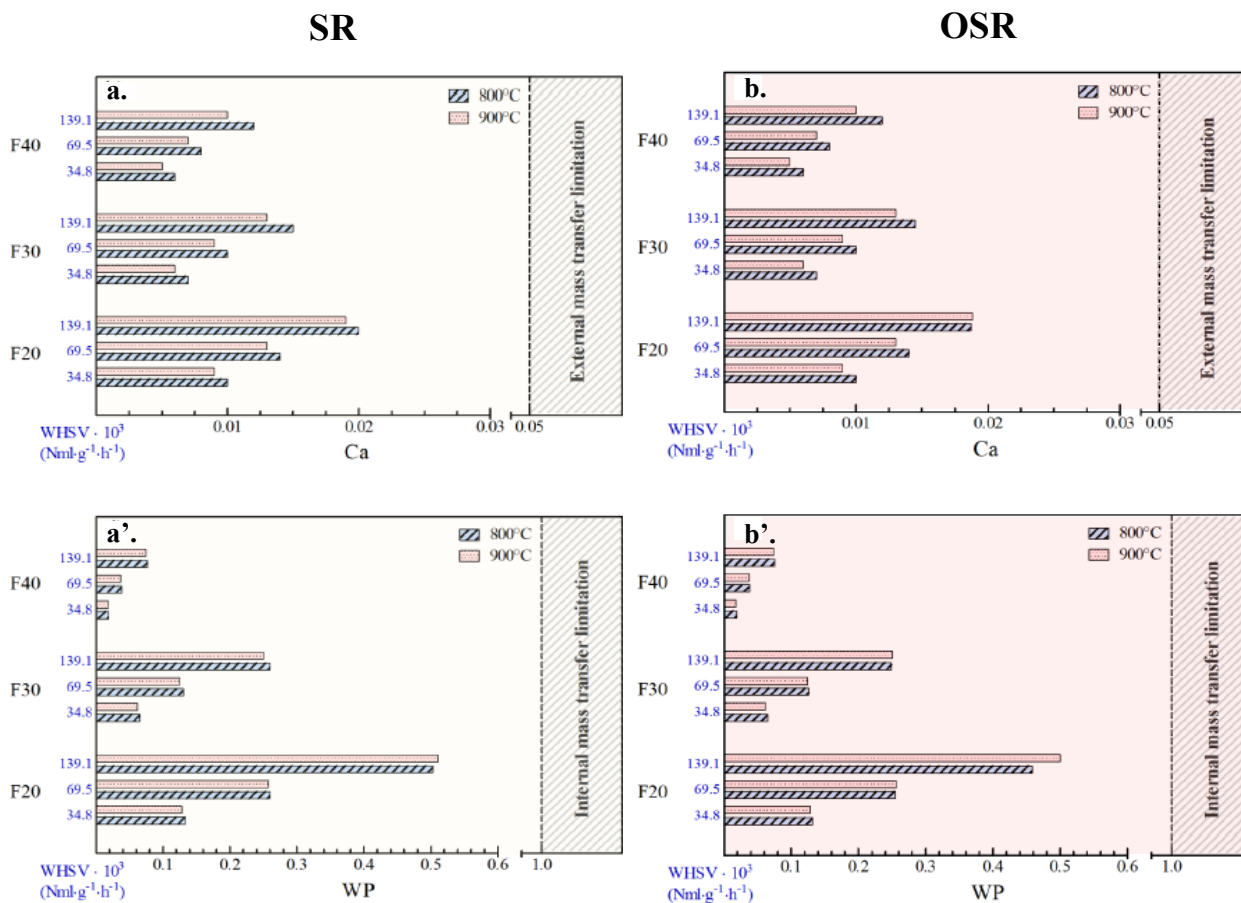 SR
OSR
a.
800°C
900°C
F40
139.1
69.5
34.8
F30
139.1
69.5
34.8
F20
139.1
69.5
34.8
External mass transfer limitation
0.01
0.02
0.03
0.05
WHSV · 10³
(Nml·g⁻¹·h⁻¹)
Ca
b.
800°C
900°C
F40
139.1
69.5
34.8
F30
139.1
69.5
34.8
F20
139.1
69.5
34.8
External mass transfer limitation
0.01
0.02
0.03
0.05
WHSV · 10³
(Nml·g⁻¹·h⁻¹)
Ca
a’.
800°C
900°C
F40
139.1
69.5
34.8
F30
139.1
69.5
34.8
F20
139.1
69.5
34.8
Internal mass transfer limitation
0.1
0.2
0.3
0.4
0.5
0.6
1.0
WHSV · 10³
(Nml·g⁻¹·h⁻¹)
WP
b’.
800°C
900°C
F40
139.1
69.5
34.8
F30
139.1
69.5
34.8
F20
139.1
69.5
34.8
Internal mass transfer limitation
0.1
0.2
0.3
0.4
0.5
0.6
1.0
WHSV · 10³
(Nml·g⁻¹·h⁻¹)
WP